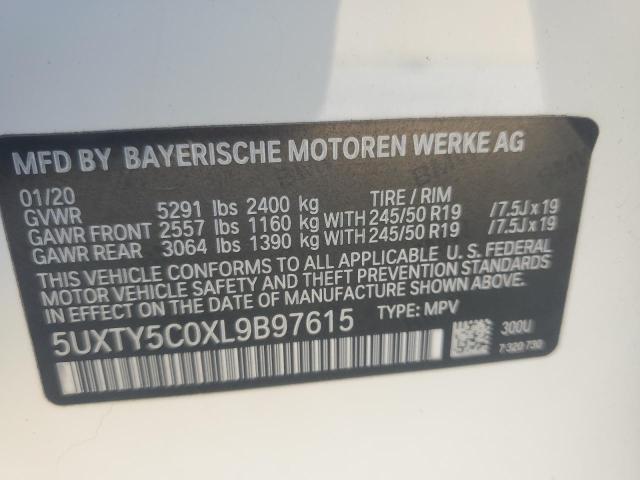 MFD BY BAYERISCHE MOTOREN WERKE AG
01/20 TIRE / RIM
GVWR 5291 lbs 2400 kg
GAWR FRONT 2557 lbs 1160 kg WITH 245/50 R19 /7.5J x 19
GAWR REAR 3064 lbs 1390 kg WITH 245/50 R19 /7.5J x 19
THIS VEHICLE CONFORMS TO ALL APPLICABLE U. S. FEDERAL
MOTOR VEHICLE SAFETY AND THEFT PREVENTION STANDARDS
IN EFFECT ON THE DATE OF MANUFACTURE SHOWN ABOVE.
5UXTY5C0XL9B97615 TYPE: MPV
300U
7 320 730